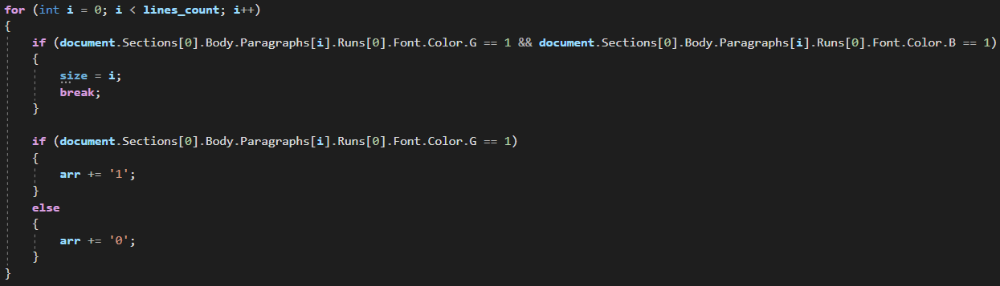 for (int i = 0; i < lines_count; i++)
{
    if (document.Sections[0].Body.Paragraphs[i].Runs[0].Font.Color.G == 1 && document.Sections[0].Body.Paragraphs[i].Runs[0].Font.Color.B == 1)
    {
        size = i;
        break;
    }

    if (document.Sections[0].Body.Paragraphs[i].Runs[0].Font.Color.G == 1)
    {
        arr += '1';
    }
    else
    {
        arr += '0';
    }
}